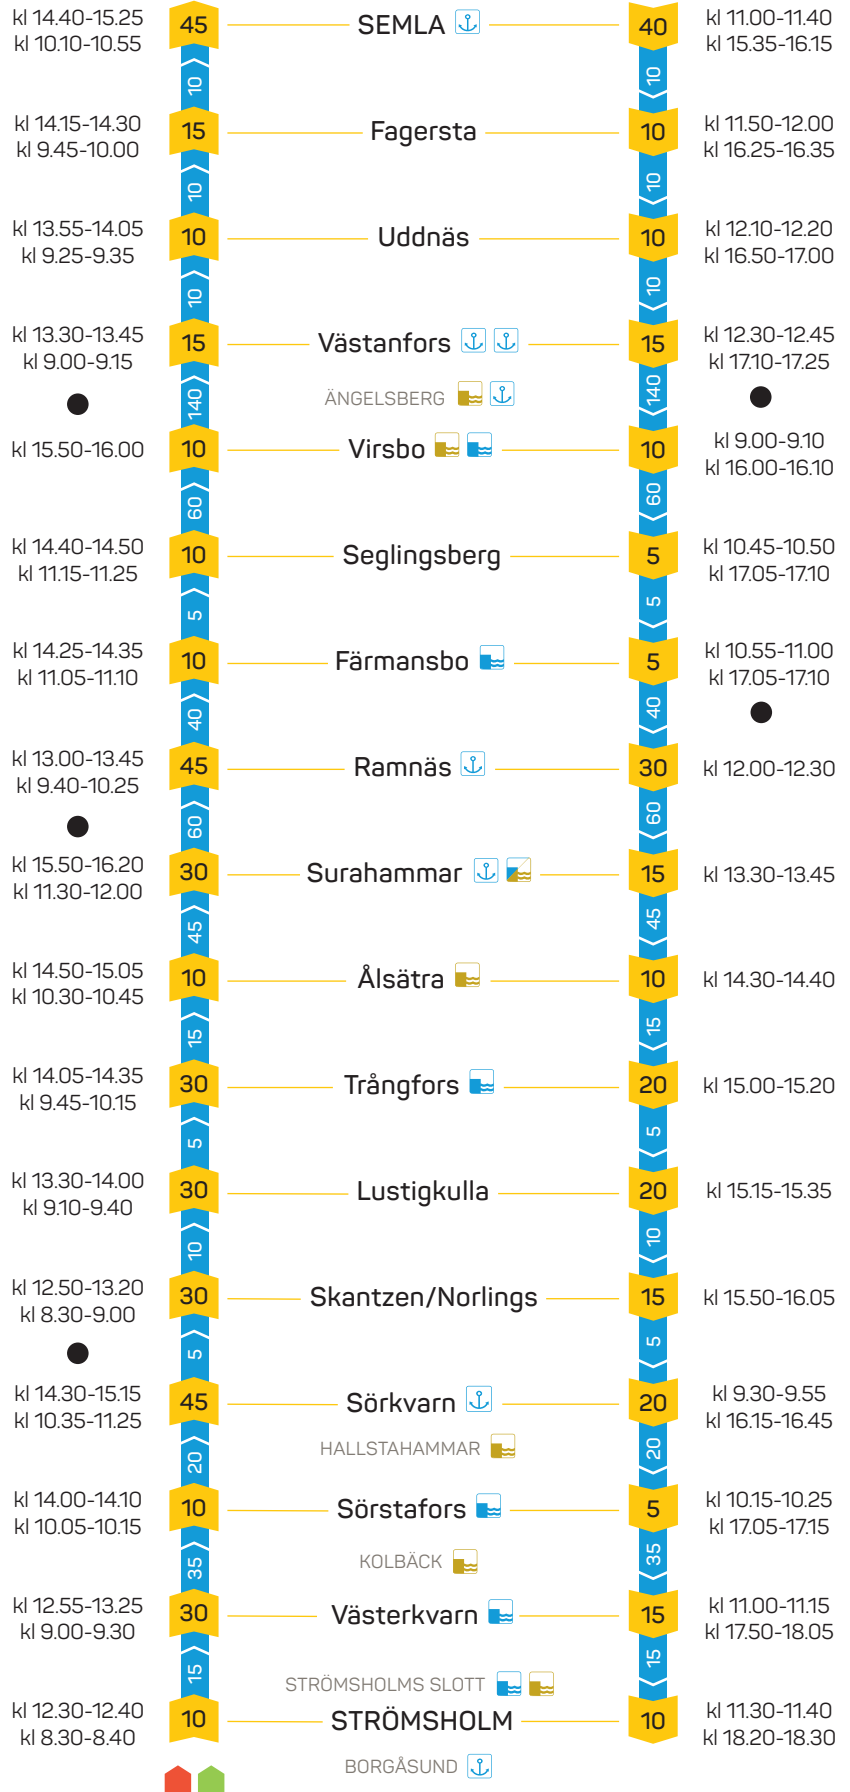 kl 14.40-15.25 45 SEMLA 40 kl 11.00-11.40
kl 10.10-10.55 kl 15.35-16.15
10 10
kl 14.15-14.30 15 Fagersta 10 kl 11.50-12.00
kl 9.45-10.00 kl 16.25-16.35
10 10
kl 13.55-14.05 10 Uddnäs 10 kl 12.10-12.20
kl 9.25-9.35 kl 16.50-17.00
10 10
kl 13.30-13.45 15 Västanfors 15 kl 12.30-12.45
kl 9.00-9.15 kl 17.10-17.25
140 ÄNGELSBERG 140
kl 15.50-16.00 10 Virsbo 10 kl 9.00-9.10
kl 16.00-16.10
60 60
kl 14.40-14.50 10 Seglingsberg 5 kl 10.45-10.50
kl 11.15-11.25 kl 17.05-17.10
5 5
kl 14.25-14.35 10 Färmansbo 5 kl 10.55-11.00
kl 11.05-11.10 kl 17.05-17.10
40 40
kl 13.00-13.45 45 Ramnäs 30 kl 12.00-12.30
kl 9.40-10.25
60 60
kl 15.50-16.20 30 Surahammar 15 kl 13.30-13.45
kl 11.30-12.00
45 45
kl 14.50-15.05 10 Ålsätra 10 kl 14.30-14.40
kl 10.30-10.45
15 15
kl 14.05-14.35 30 Trångfors 20 kl 15.00-15.20
kl 9.45-10.15
5 5
kl 13.30-14.00 30 Lustigkulla 20 kl 15.15-15.35
kl 9.10-9.40
10 10
kl 12.50-13.20 30 Skantzen/Norlings 15 kl 15.50-16.05
kl 8.30-9.00
5 5
kl 14.30-15.15 45 Sörkvarn 20 kl 9.30-9.55
kl 10.35-11.25 kl 16.15-16.45
20 HALLSTAHAMMAR 20
kl 14.00-14.10 10 Sörstafors 5 kl 10.15-10.25
kl 10.05-10.15 kl 17.05-17.15
35 KOLBÄCK 35
kl 12.55-13.25 30 Västerkvarn 15 kl 11.00-11.15
kl 9.00-9.30 kl 17.50-18.05
15 STRÖMSHOLMS SLOTT 15
kl 12.30-12.40 10 STRÖMSHOLM 10 kl 11.30-11.40
kl 8.30-8.40 kl 18.20-18.30
BORGÅSUND